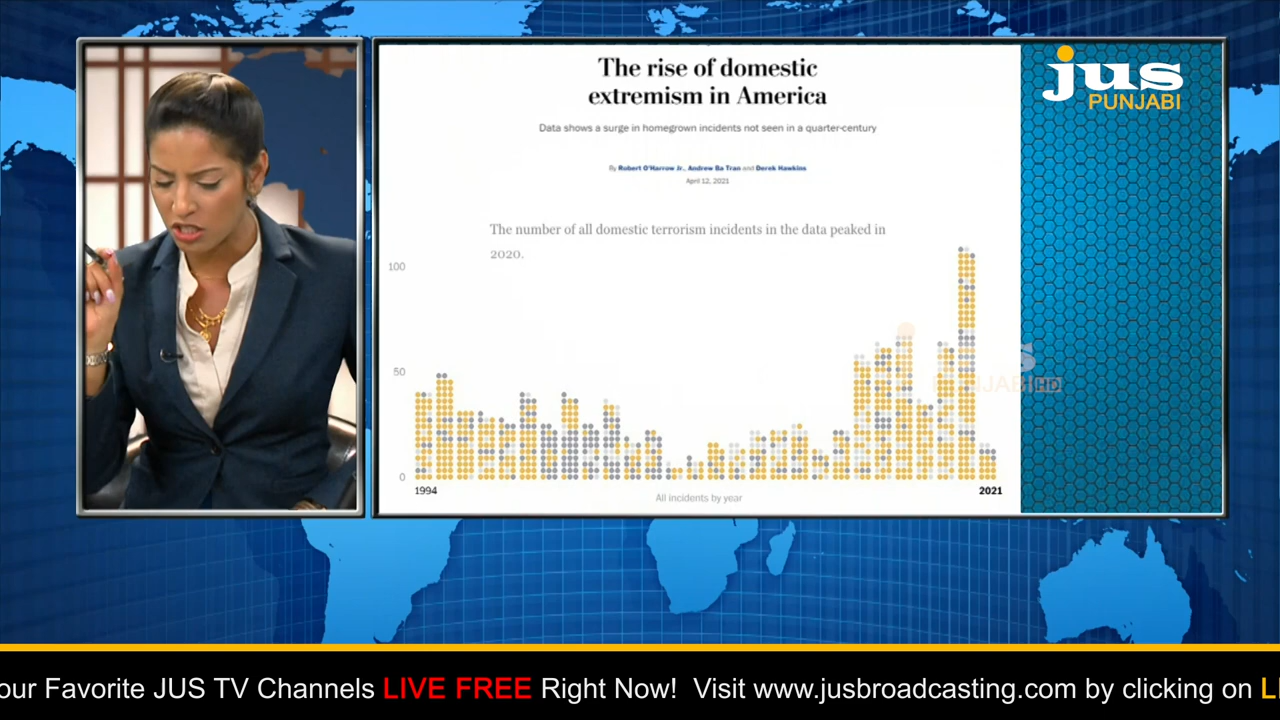 The rise of domestic
extremism in America
Data shows a surge in homegrown incidents not seen in a quarter-century
By Robert O'Harrow Jr., Andrew Ba Tran and Derek Hawkins
April 12, 2021
The number of all domestic terrorism incidents in the data peaked in
2020.
100
50
0
1994
2021
All incidents by year
jus
PUNJABI
HD
our Favorite JUS TV Channels LIVE FREE Right Now! Visit www.jusbroadcasting.com by clicking on